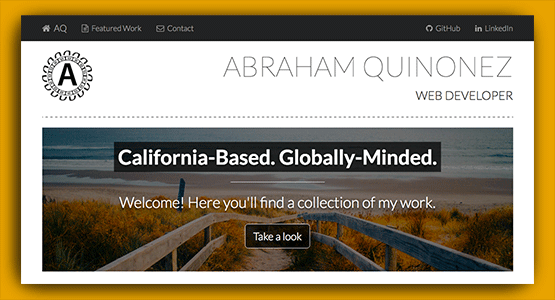 AQ Featured Work Contact GitHub LinkedIn
A
ABRAHAM QUINONEZ
WEB DEVELOPER
California-Based. Globally-Minded.
Welcome! Here you'll find a collection of my work.
Take a look